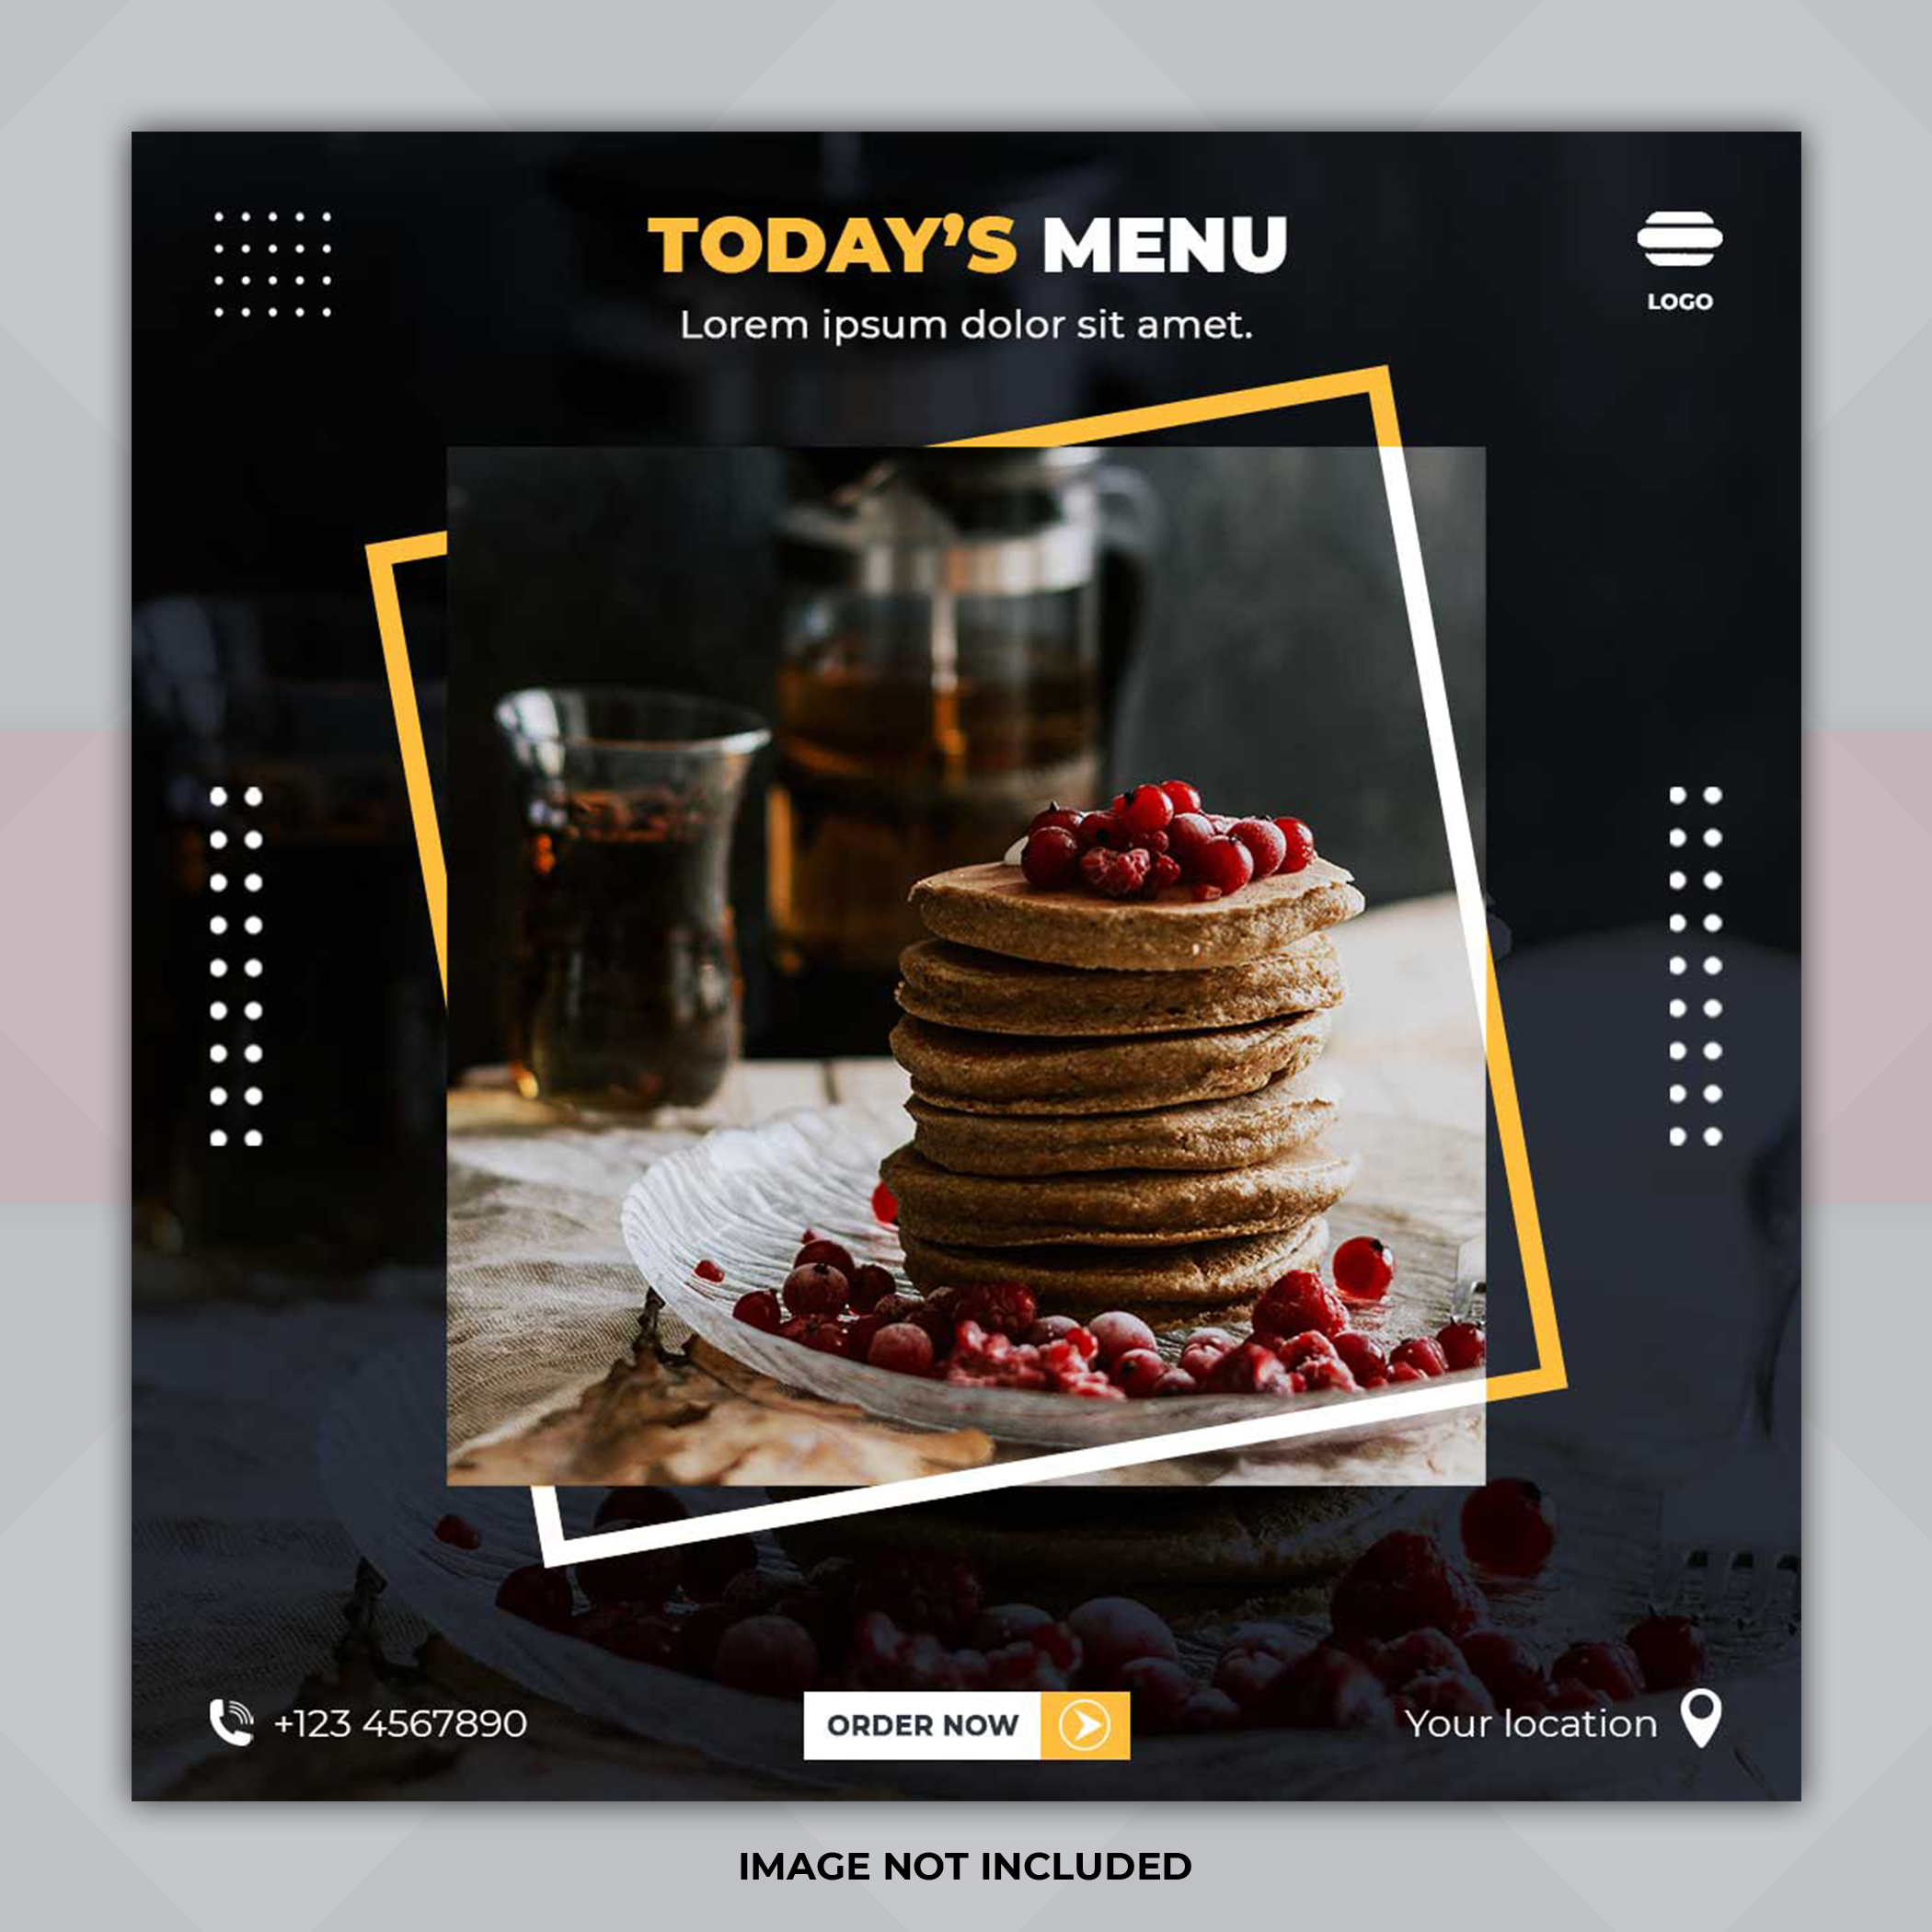 TODAY’S MENU
LOGO
Lorem ipsum dolor sit amet.
+123 4567890
ORDER NOW
Your location
IMAGE NOT INCLUDED